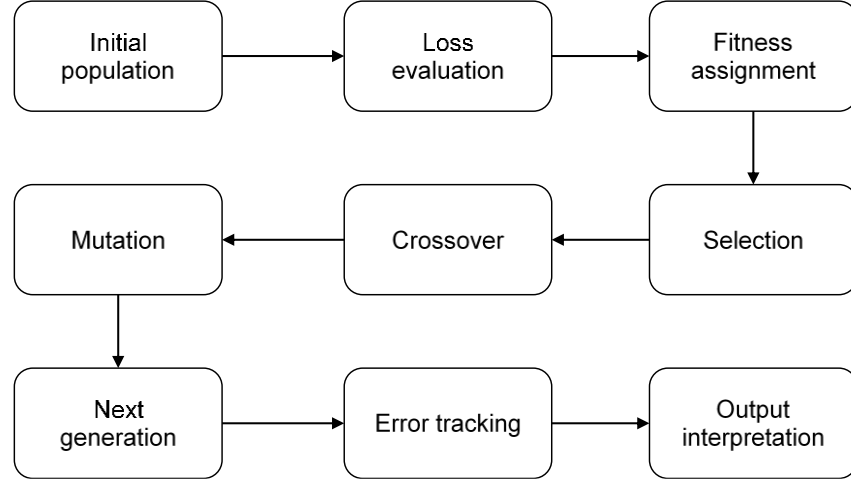 Initial
population
Loss
evaluation
Fitness
assignment
Mutation
Crossover
Selection
Next
generation
Error tracking
Output
interpretation